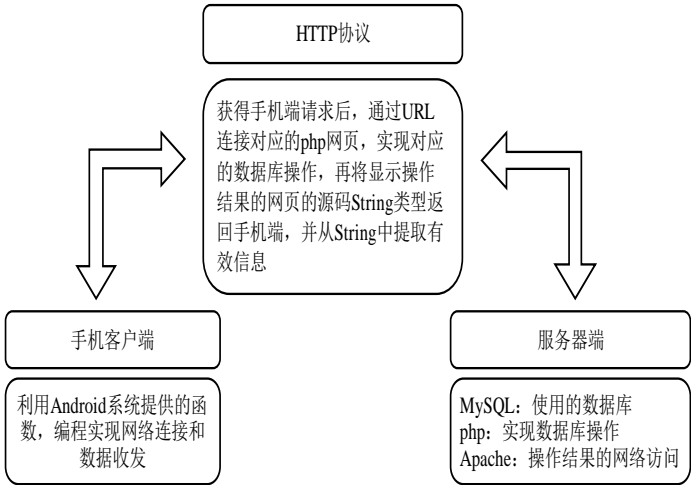 HTTP协议
获得手机端请求后，通过URL
连接对应的php网页，实现对应
的数据库操作，再将显示操作
结果的网页的源码String类型返
回手机端，并从String中提取有
效信息
手机客户端
利用Android系统提供的函
数，编程实现网络连接和
数据收发
服务器端
MySQL：使用的数据库
php：实现数据库操作
Apache：操作结果的网络访问